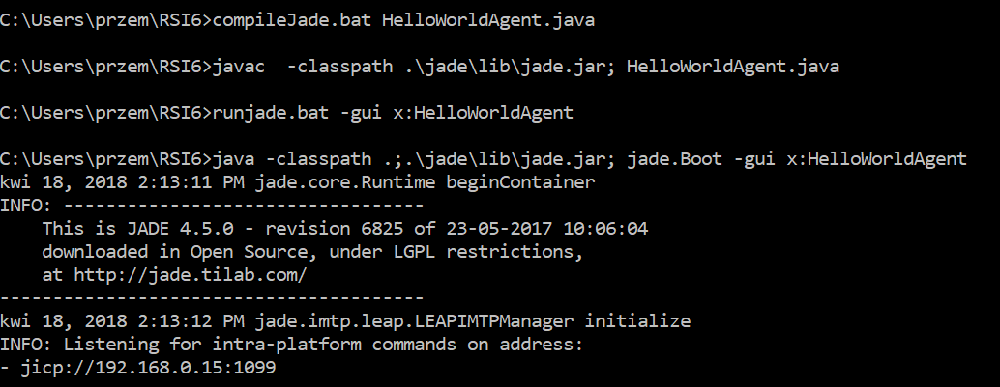 C:\Users\przem\RSI6>compileJade.bat HelloWorldAgent.java
C:\Users\przem\RSI6>javac  -classpath .\jade\lib\jade.jar; HelloWorldAgent.java
C:\Users\przem\RSI6>runjade.bat -gui x:HelloWorldAgent
C:\Users\przem\RSI6>java -classpath .;.\jade\lib\jade.jar; jade.Boot -gui x:HelloWorldAgent
kwi 18, 2018 2:13:11 PM jade.core.Runtime beginContainer
INFO: ----------------------------------
    This is JADE 4.5.0 - revision 6825 of 23-05-2017 10:06:04
    downloaded in Open Source, under LGPL restrictions,
    at http://jade.tilab.com/
----------------------------------------
kwi 18, 2018 2:13:12 PM jade.imtp.leap.LEAPIMTPManager initialize
INFO: Listening for intra-platform commands on address:
- jicp://192.168.0.15:1099